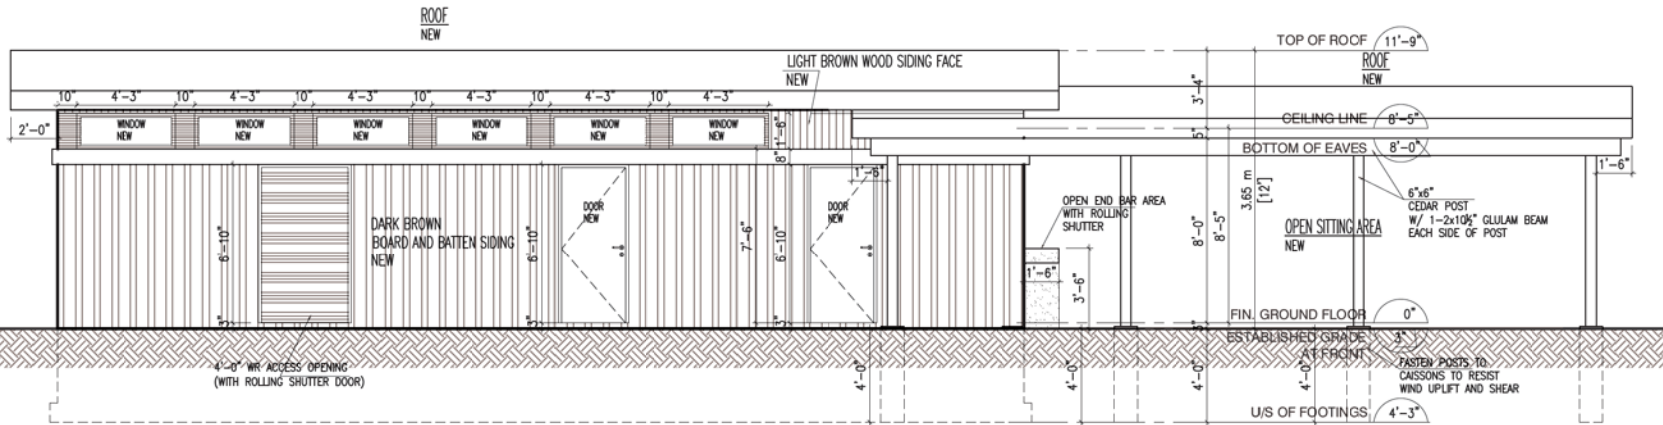 ROOF
NEW
TOP OF ROOF 11'-9"
ROOF
NEW
LIGHT BROWN WOOD SIDING FACE
NEW
10" 4'-3" 10" 4'-3" 10" 4'-3" 10" 4'-3" 10" 4'-3" 10" 4'-3"
3'-4"
2'-0"
WINDOW
NEW
WINDOW
NEW
WINDOW
NEW
WINDOW
NEW
WINDOW
NEW
WINDOW
NEW
1'-6"
8"
CEILING LINE 8'-5"
5"
BOTTOM OF EAVES 8'-0"
1'-6"
1'-6"
3.65 m
[12']
6"x6"
CEDAR POST
W/ 1-2x10½" GLULAM BEAM
EACH SIDE OF POST
OPEN END BAR AREA
WITH ROLLING
SHUTTER
DOOR
NEW
DOOR
NEW
DARK BROWN
BOARD AND BATTEN SIDING
NEW
OPEN SITTING AREA
NEW
6'-10"
6'-10"
7'-6"
6'-10"
8'-0"
8'-5"
1'-6"
3'-6"
3"
3"
3"
3"
FIN. GROUND FLOOR 0"
ESTABLISHED GRADE 3"
AT FRONT
4'-0" WR ACCESS OPENING
(WITH ROLLING SHUTTER DOOR)
FASTEN POSTS TO
CAISSONS TO RESIST
WIND UPLIFT AND SHEAR
4'-0"
4'-0"
4'-0"
4'-0"
U/S OF FOOTINGS 4'-3"